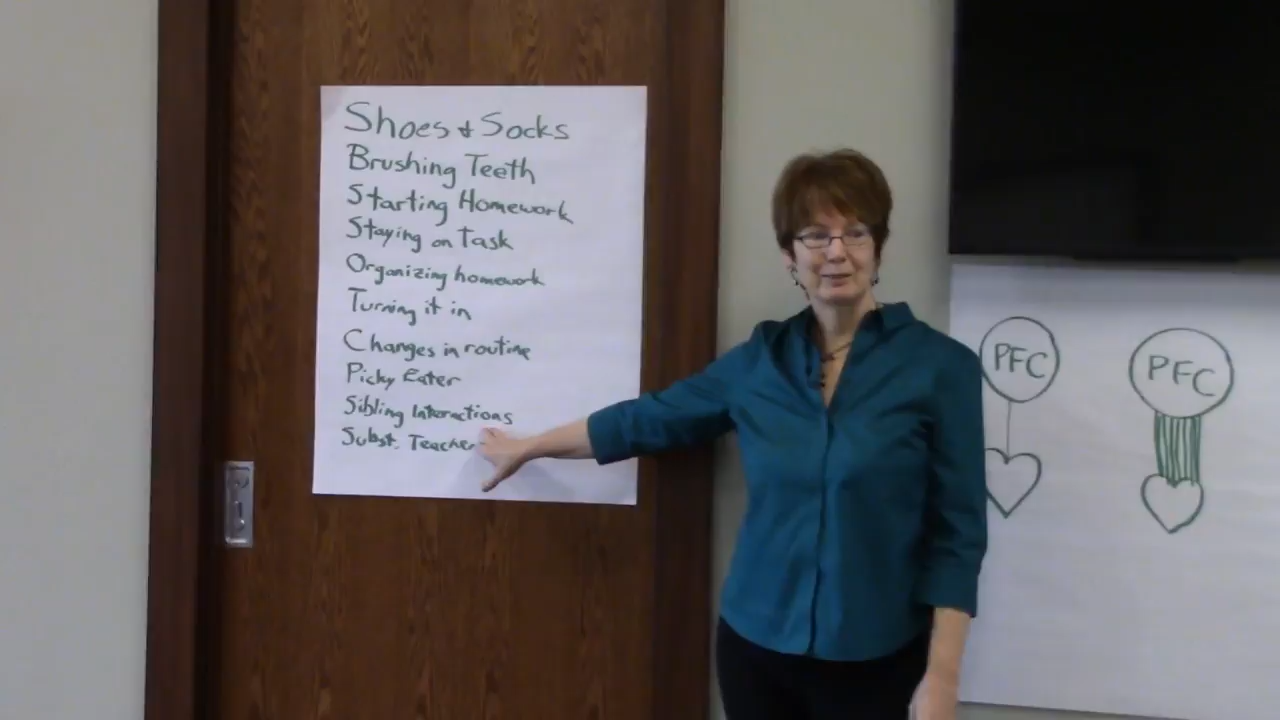 Shoes & Socks
Brushing Teeth
Starting Homework
Staying on Task
Organizing homework
Turning it in
Changes in routine
Picky Eater
Sibling Interactions
Subst. Teacher
PFC
PFC